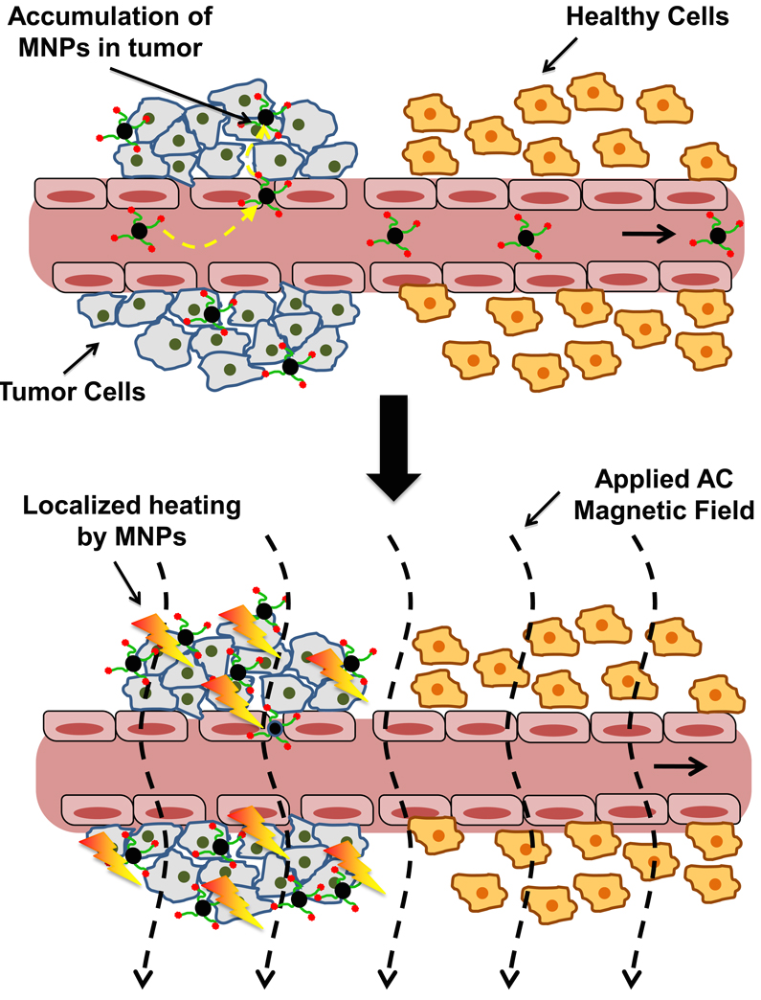 Accumulation of
MNPs in tumor
Healthy Cells
Tumor Cells
Localized heating
by MNPs
Applied AC
Magnetic Field